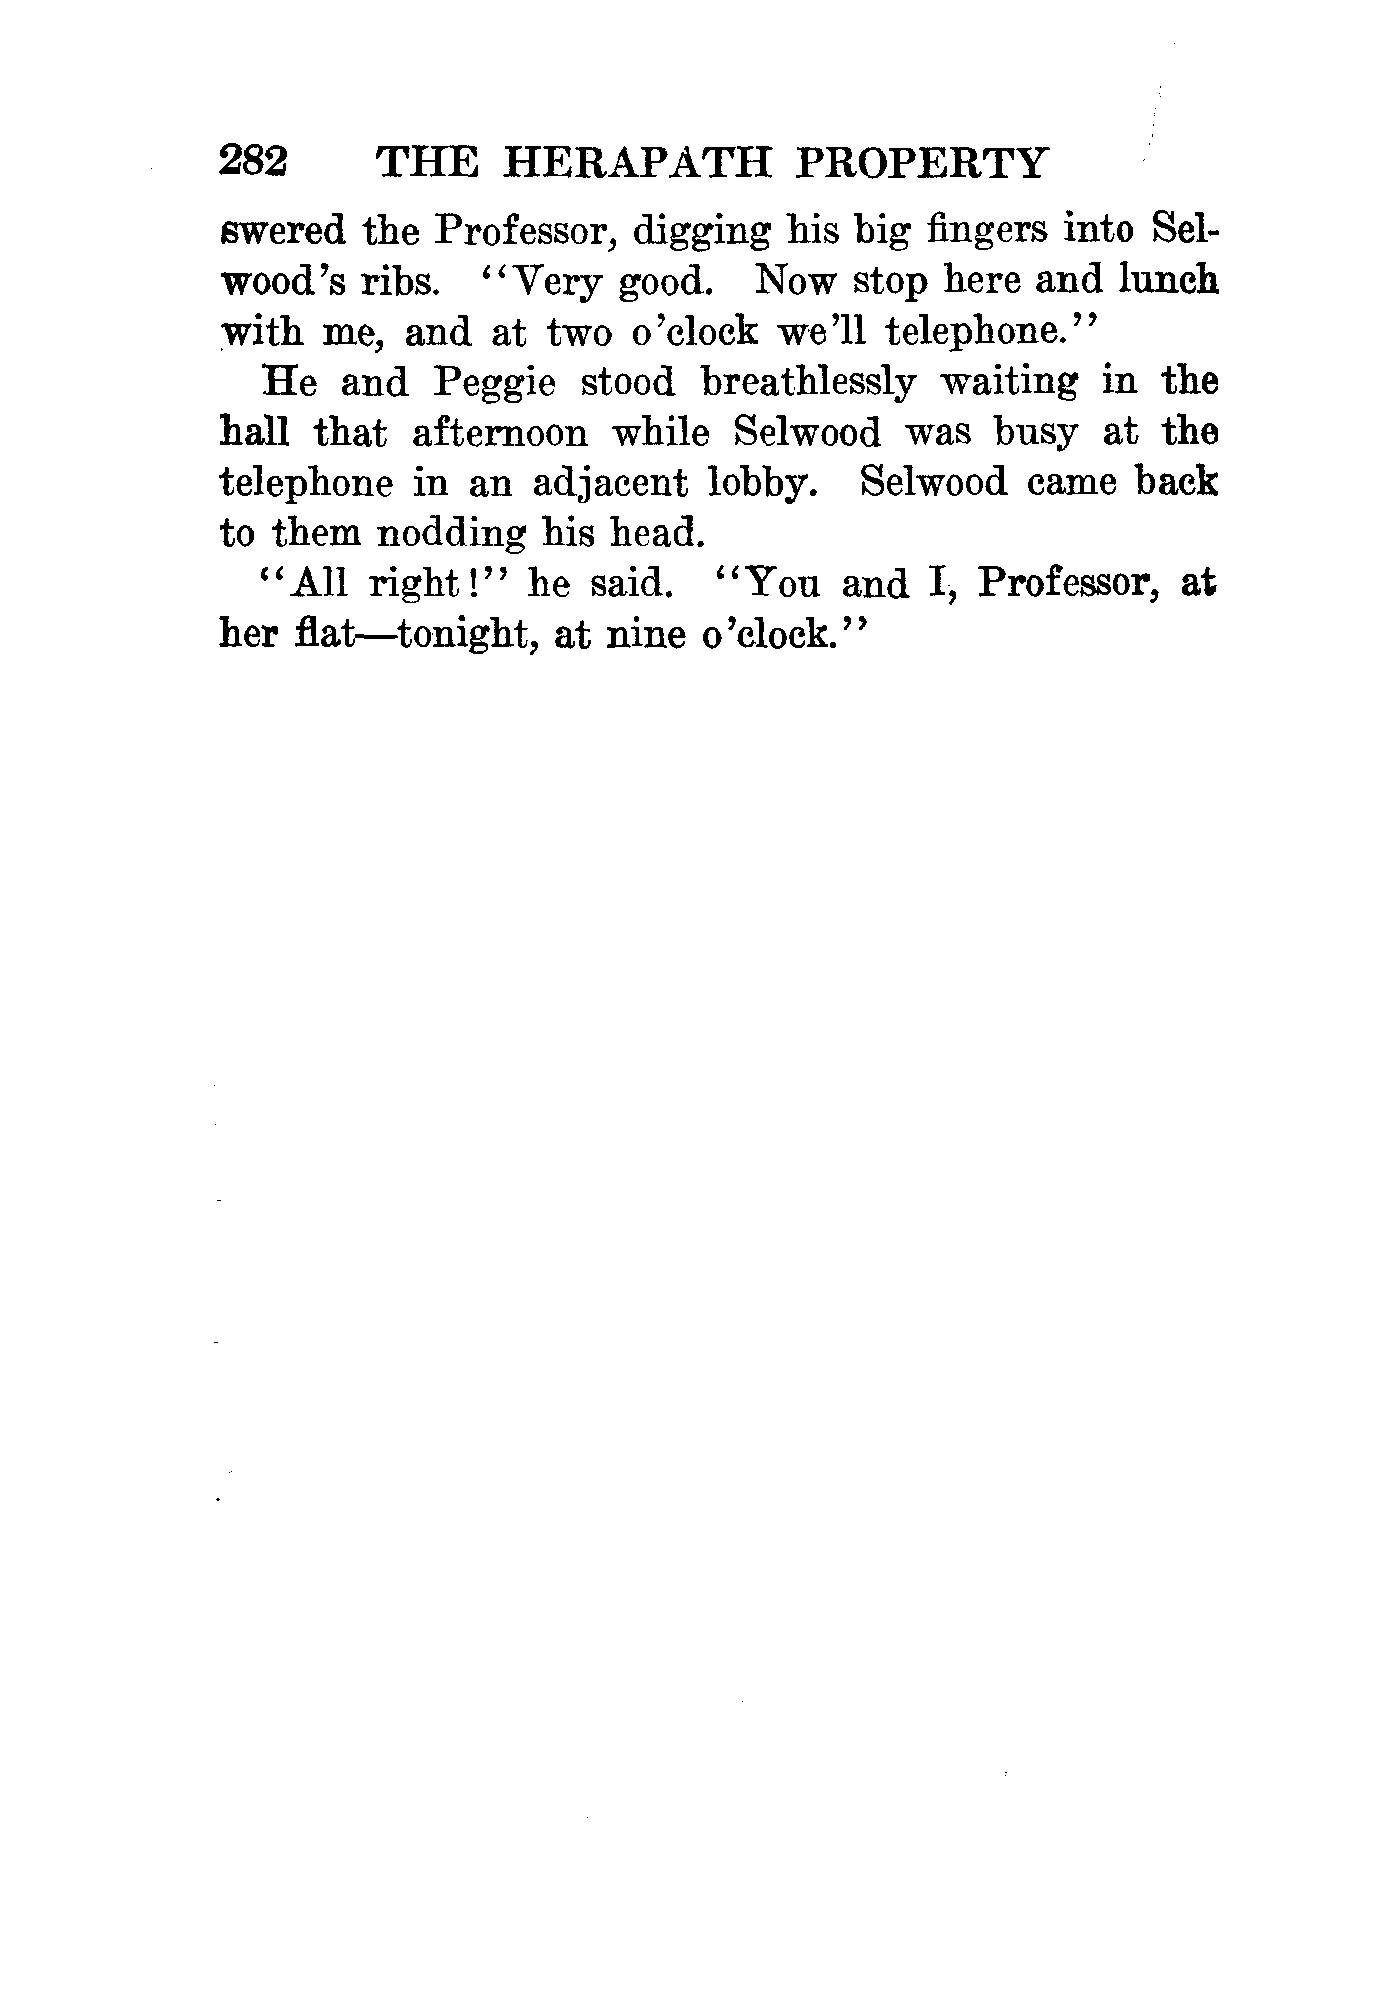 282 THE HERAPATH PROPERTY
swered the Professor, digging his big fingers into Sel-
wood's ribs. "Very good. Now stop here and lunch
with me, and at two o'clock we'll telephone."
He and Peggie stood breathlessly waiting in the
hall that afternoon while Selwood was busy at the
telephone in an adjacent lobby. Selwood came back
to them nodding his head.
"All right!" he said. "You and I, Professor, at
her flat—tonight, at nine o'clock."